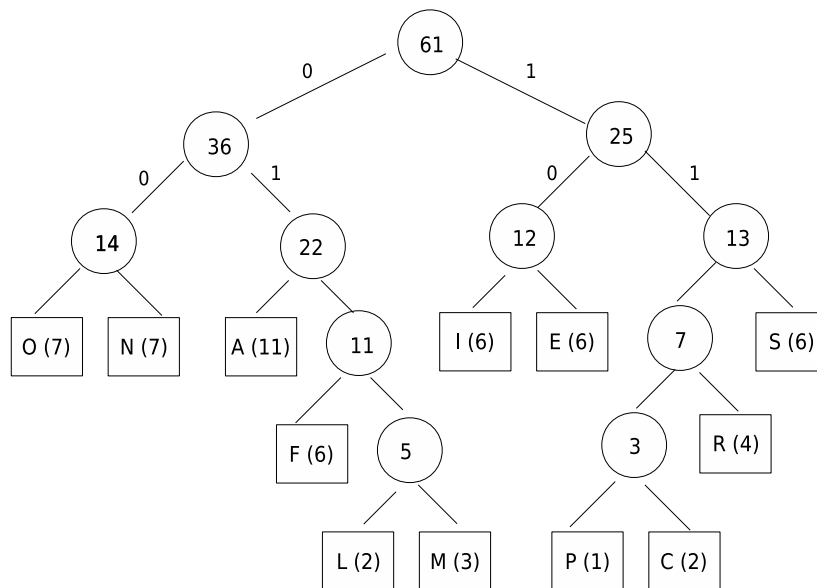 61
0 1
36 25
0 1 0 1
14 22 12 13
O (7) N (7) A (11) 11 I (6) E (6) 7 S (6)
F (6) 5 3 R (4)
L (2) M (3) P (1) C (2)